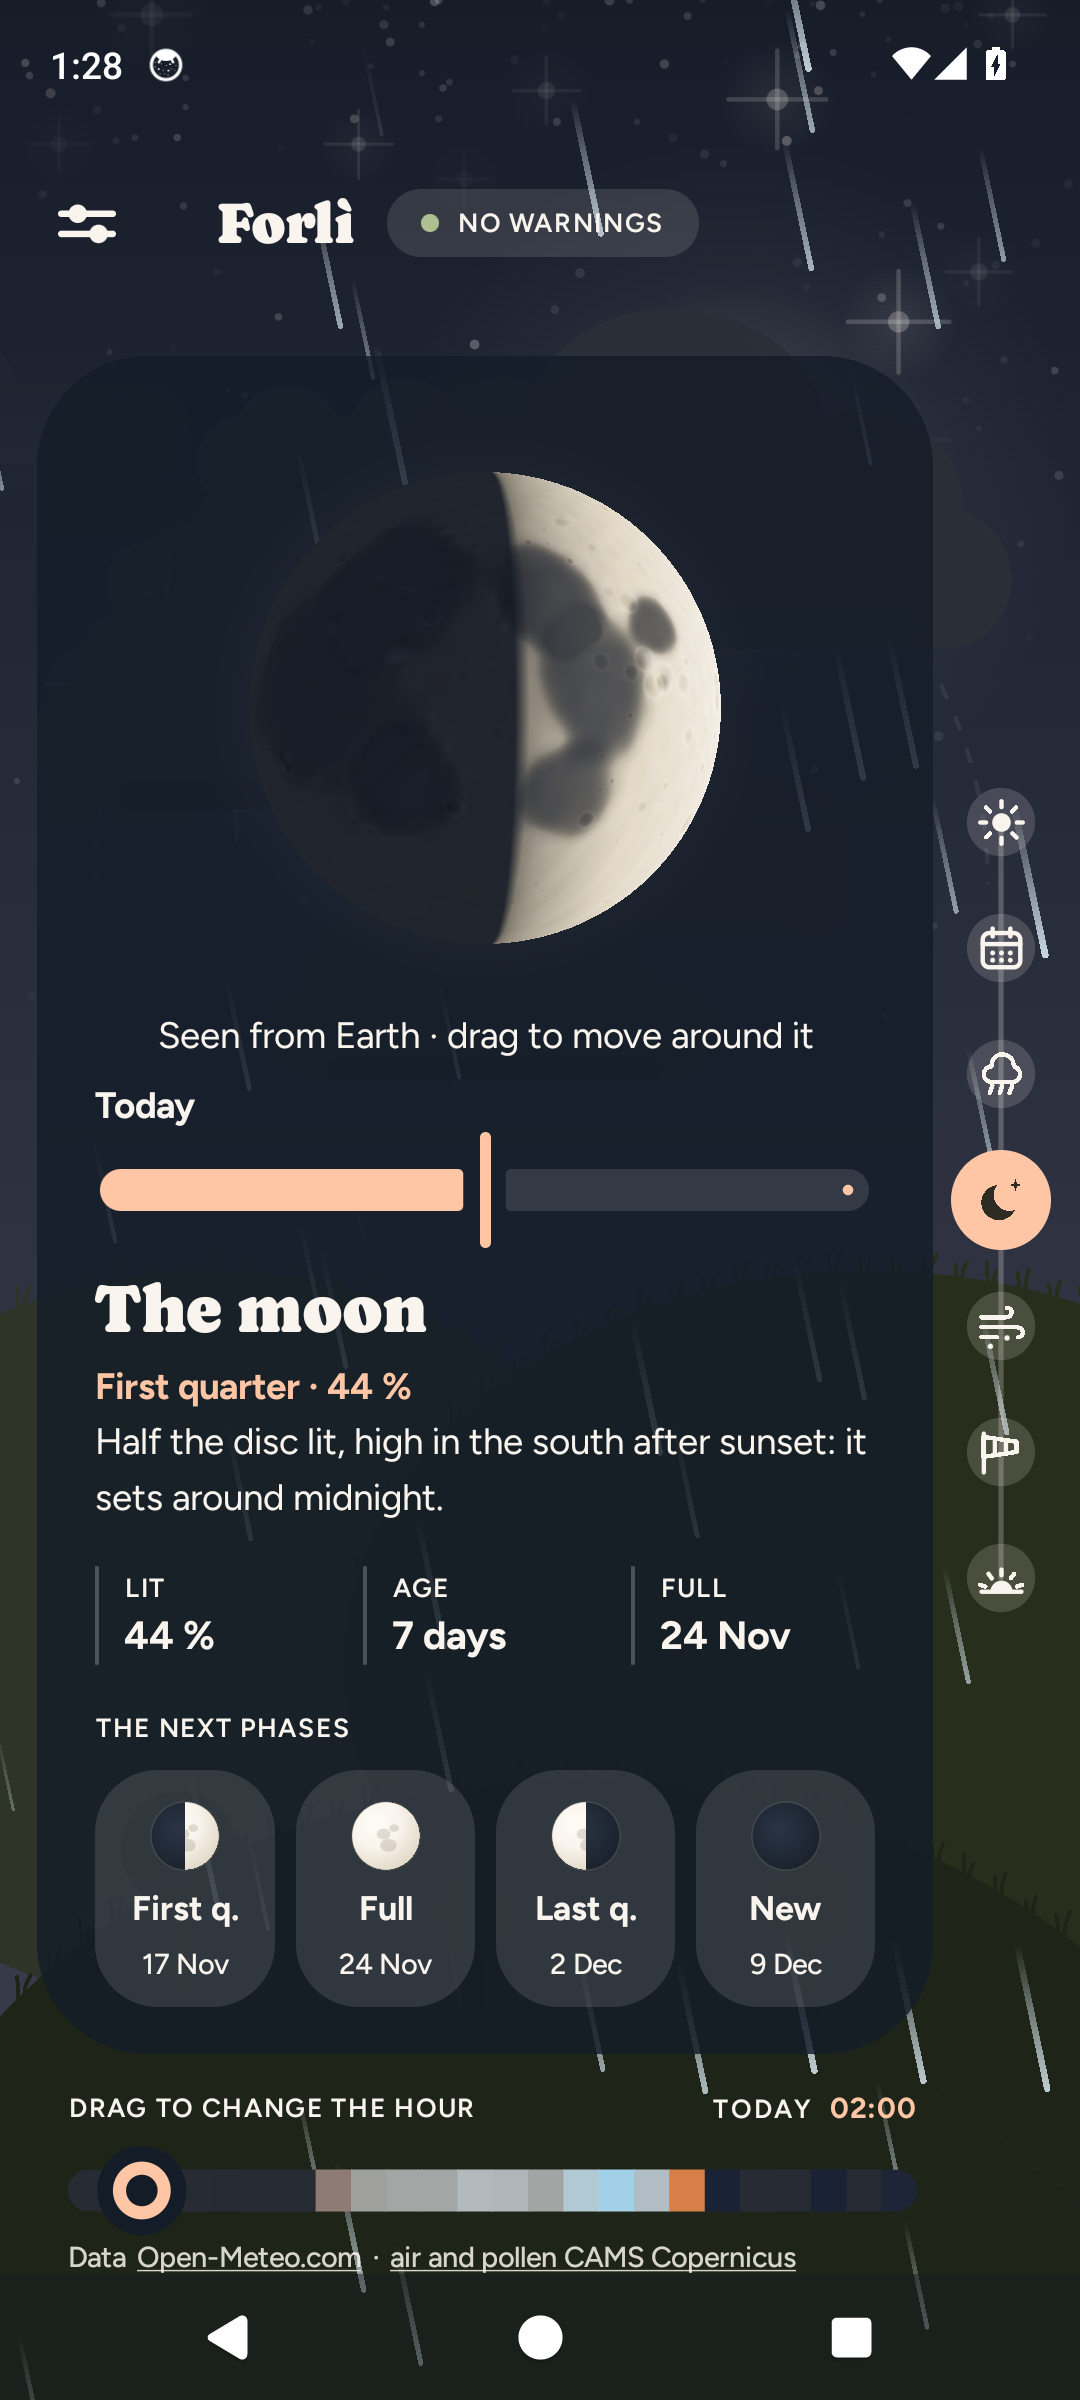 1:28
Forlì
NO WARNINGS
Seen from Earth · drag to move around it
Today
The moon
First quarter · 44 %
Half the disc lit, high in the south after sunset: it
sets around midnight.
LIT
44 %
AGE
7 days
FULL
24 Nov
THE NEXT PHASES
First q.
17 Nov
Full
24 Nov
Last q.
2 Dec
New
9 Dec
DRAG TO CHANGE THE HOUR
TODAY 02:00
Data Open-Meteo.com · air and pollen CAMS Copernicus